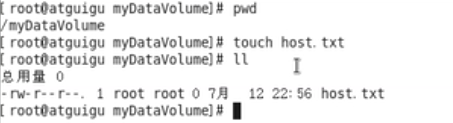 [root@atguigu myDataVolume]# pwd
/myDataVolume
[root@atguigu myDataVolume]# touch host.txt
[root@atguigu myDataVolume]# ll
总用量 0
-rw-r--r--. 1 root root 0 7月  12 22:56 host.txt
[root@atguigu myDataVolume]#